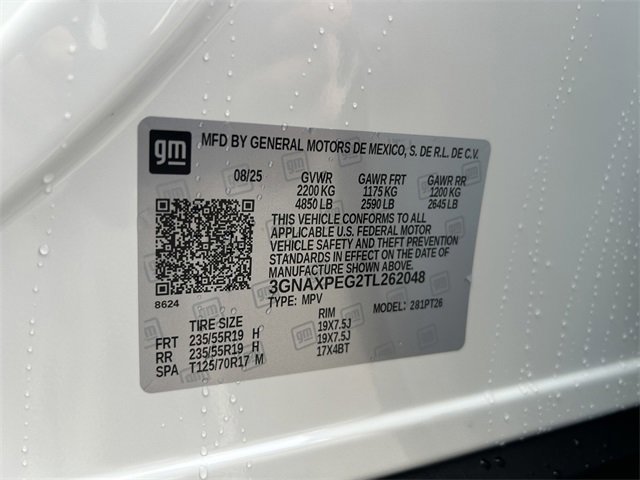 gm MFD BY GENERAL MOTORS DE MEXICO, S. DE R.L. DE C.V.
08/25 GVWR GAWR FRT GAWR RR
2200 KG 1175 KG 1200 KG
4850 LB 2590 LB 2645 LB
THIS VEHICLE CONFORMS TO ALL
APPLICABLE U.S. FEDERAL MOTOR
VEHICLE SAFETY AND THEFT PREVENTION
STANDARDS IN EFFECT ON THE DATE OF
MANUFACTURE SHOWN ABOVE.
3GNAXPEG2TL262048
8624 TYPE: MPV MODEL: 281PT26
TIRE SIZE RIM
FRT 235/55R19 H 19X7.5J
RR 235/55R19 H 19X7.5J
SPA T125/70R17 M 17X4BT